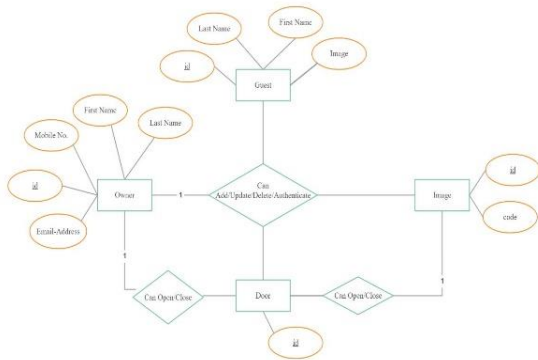 Last Name
First Name
Image
id
Guest
First Name
Mobile No.
Last Name
id
Owner
Email-Address
1
Can
Add/Update/Delete/Authenticate
Image
id
code
1
Can Open/Close
Door
Can Open/Close
1
id